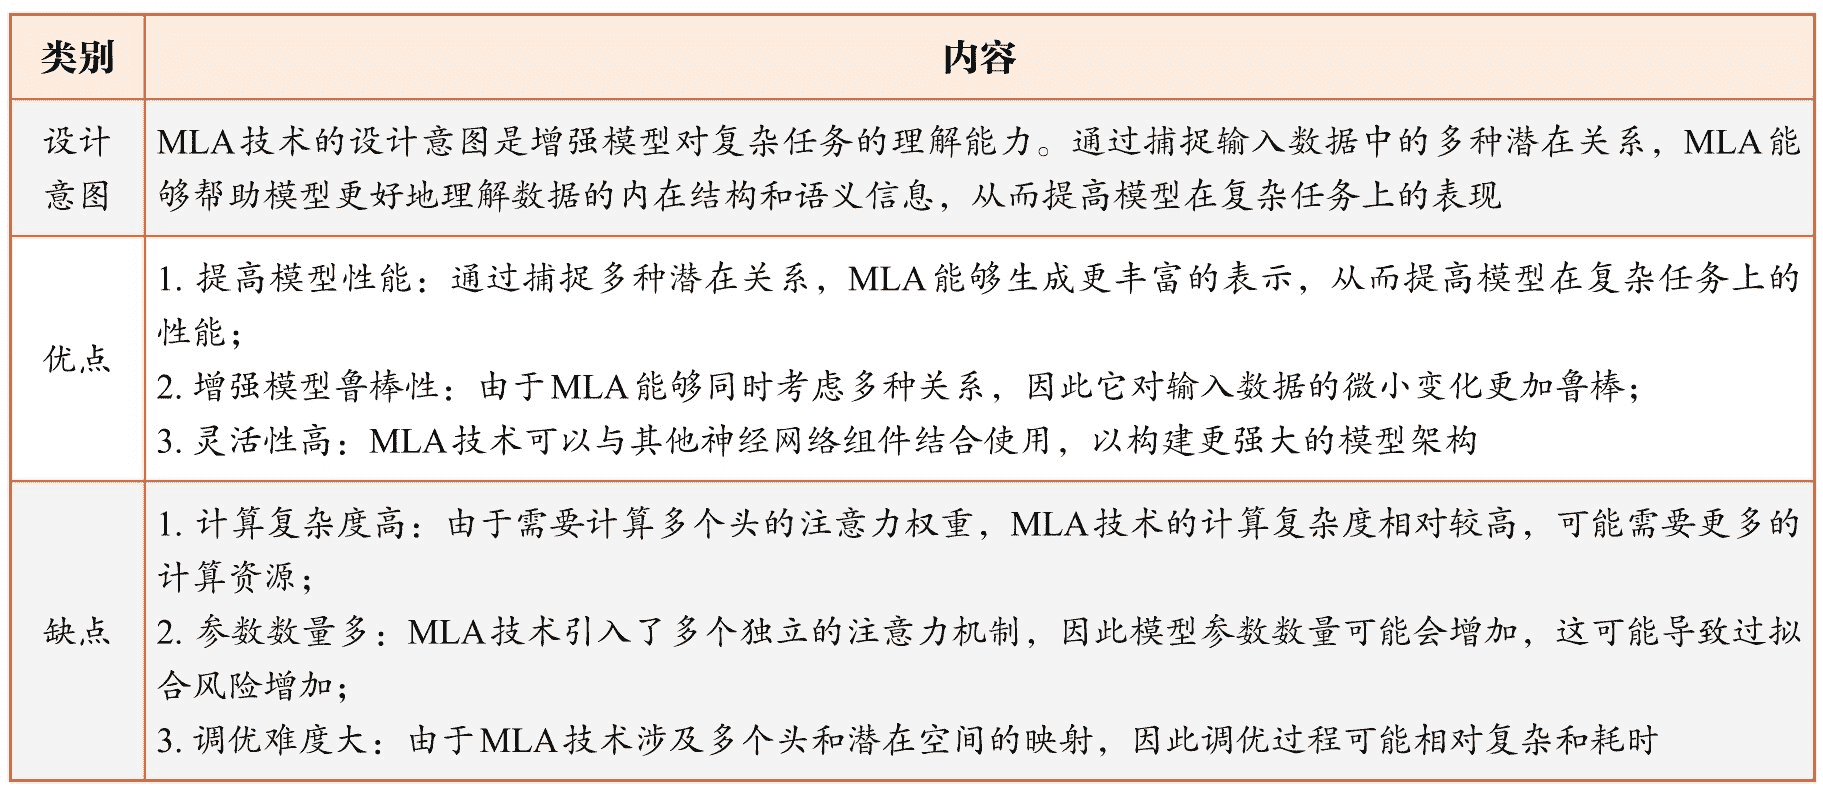 类别 内容
设计 MLA技术的设计意图是增强模型对复杂任务的理解能力。通过捕捉输入数据中的多种潜在关系，MLA能
意图 够帮助模型更好地理解数据的内在结构和语义信息，从而提高模型在复杂任务上的表现
1. 提高模型性能：通过捕捉多种潜在关系，MLA能够生成更丰富的表示，从而提高模型在复杂任务上的
性能；
优点
2. 增强模型鲁棒性：由于MLA能够同时考虑多种关系，因此它对输入数据的微小变化更加鲁棒；
3. 灵活性高：MLA技术可以与其他神经网络组件结合使用，以构建更强大的模型架构
1. 计算复杂度高：由于需要计算多个头的注意力权重，MLA技术的计算复杂度相对较高，可能需要更多的
计算资源；
缺点 2. 参数数量多：MLA技术引入了多个独立的注意力机制，因此模型参数数量可能会增加，这可能导致过拟
合风险增加；
3. 调优难度大：由于MLA技术涉及多个头和潜在空间的映射，因此调优过程可能相对复杂和耗时